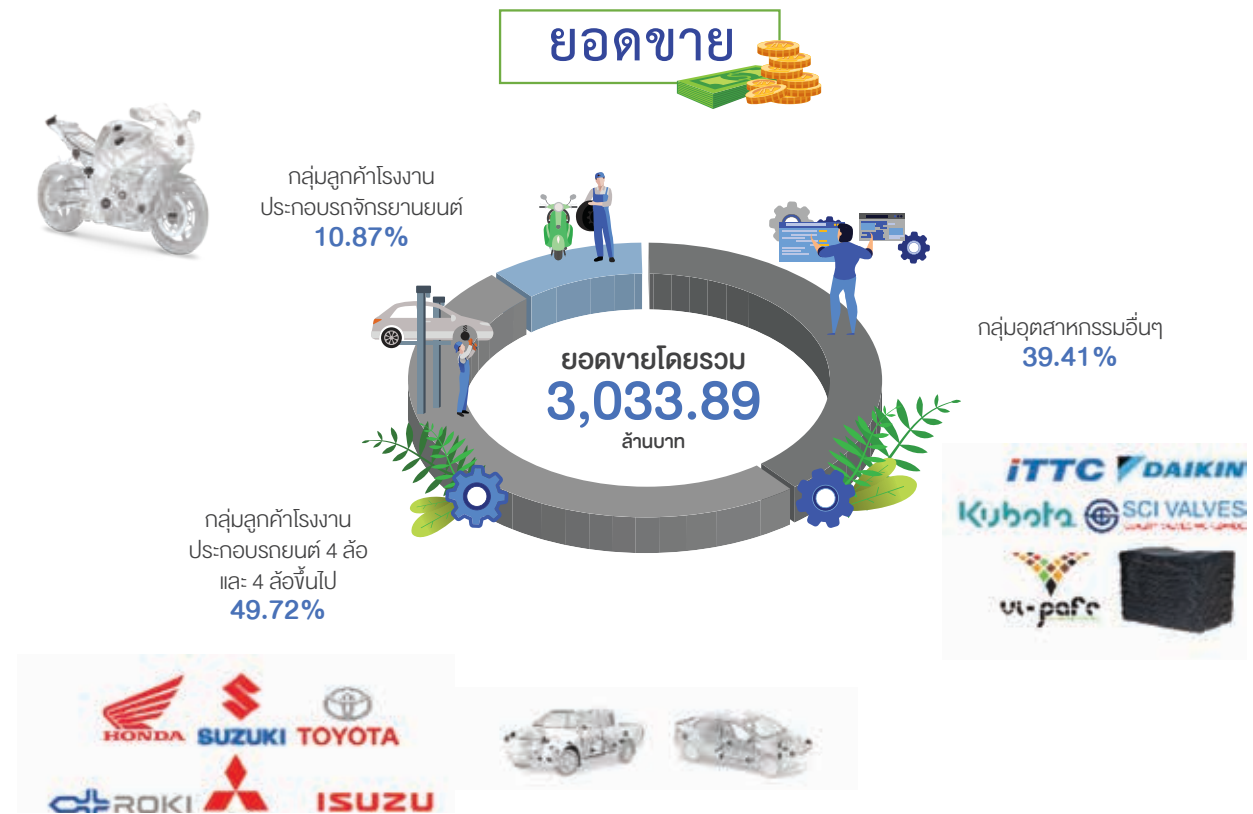 ยอดขาย
กลุ่มลูกค้าโรงงาน
ประกอบรถจักรยานยนต์
10.87%
กลุ่มอุตสาหกรรมอื่นๆ
39.41%
ยอดขายโดยรวม
3,033.89
ล้านบาท
iTTC DAIKIN
Kubota SCI VALVES
vi-pafe
กลุ่มลูกค้าโรงงาน
ประกอบรถยนต์ 4 ล้อ
และ 4 ล้อขึ้นไป
49.72%
HONDA SUZUKI TOYOTA
ROKI ISUZU